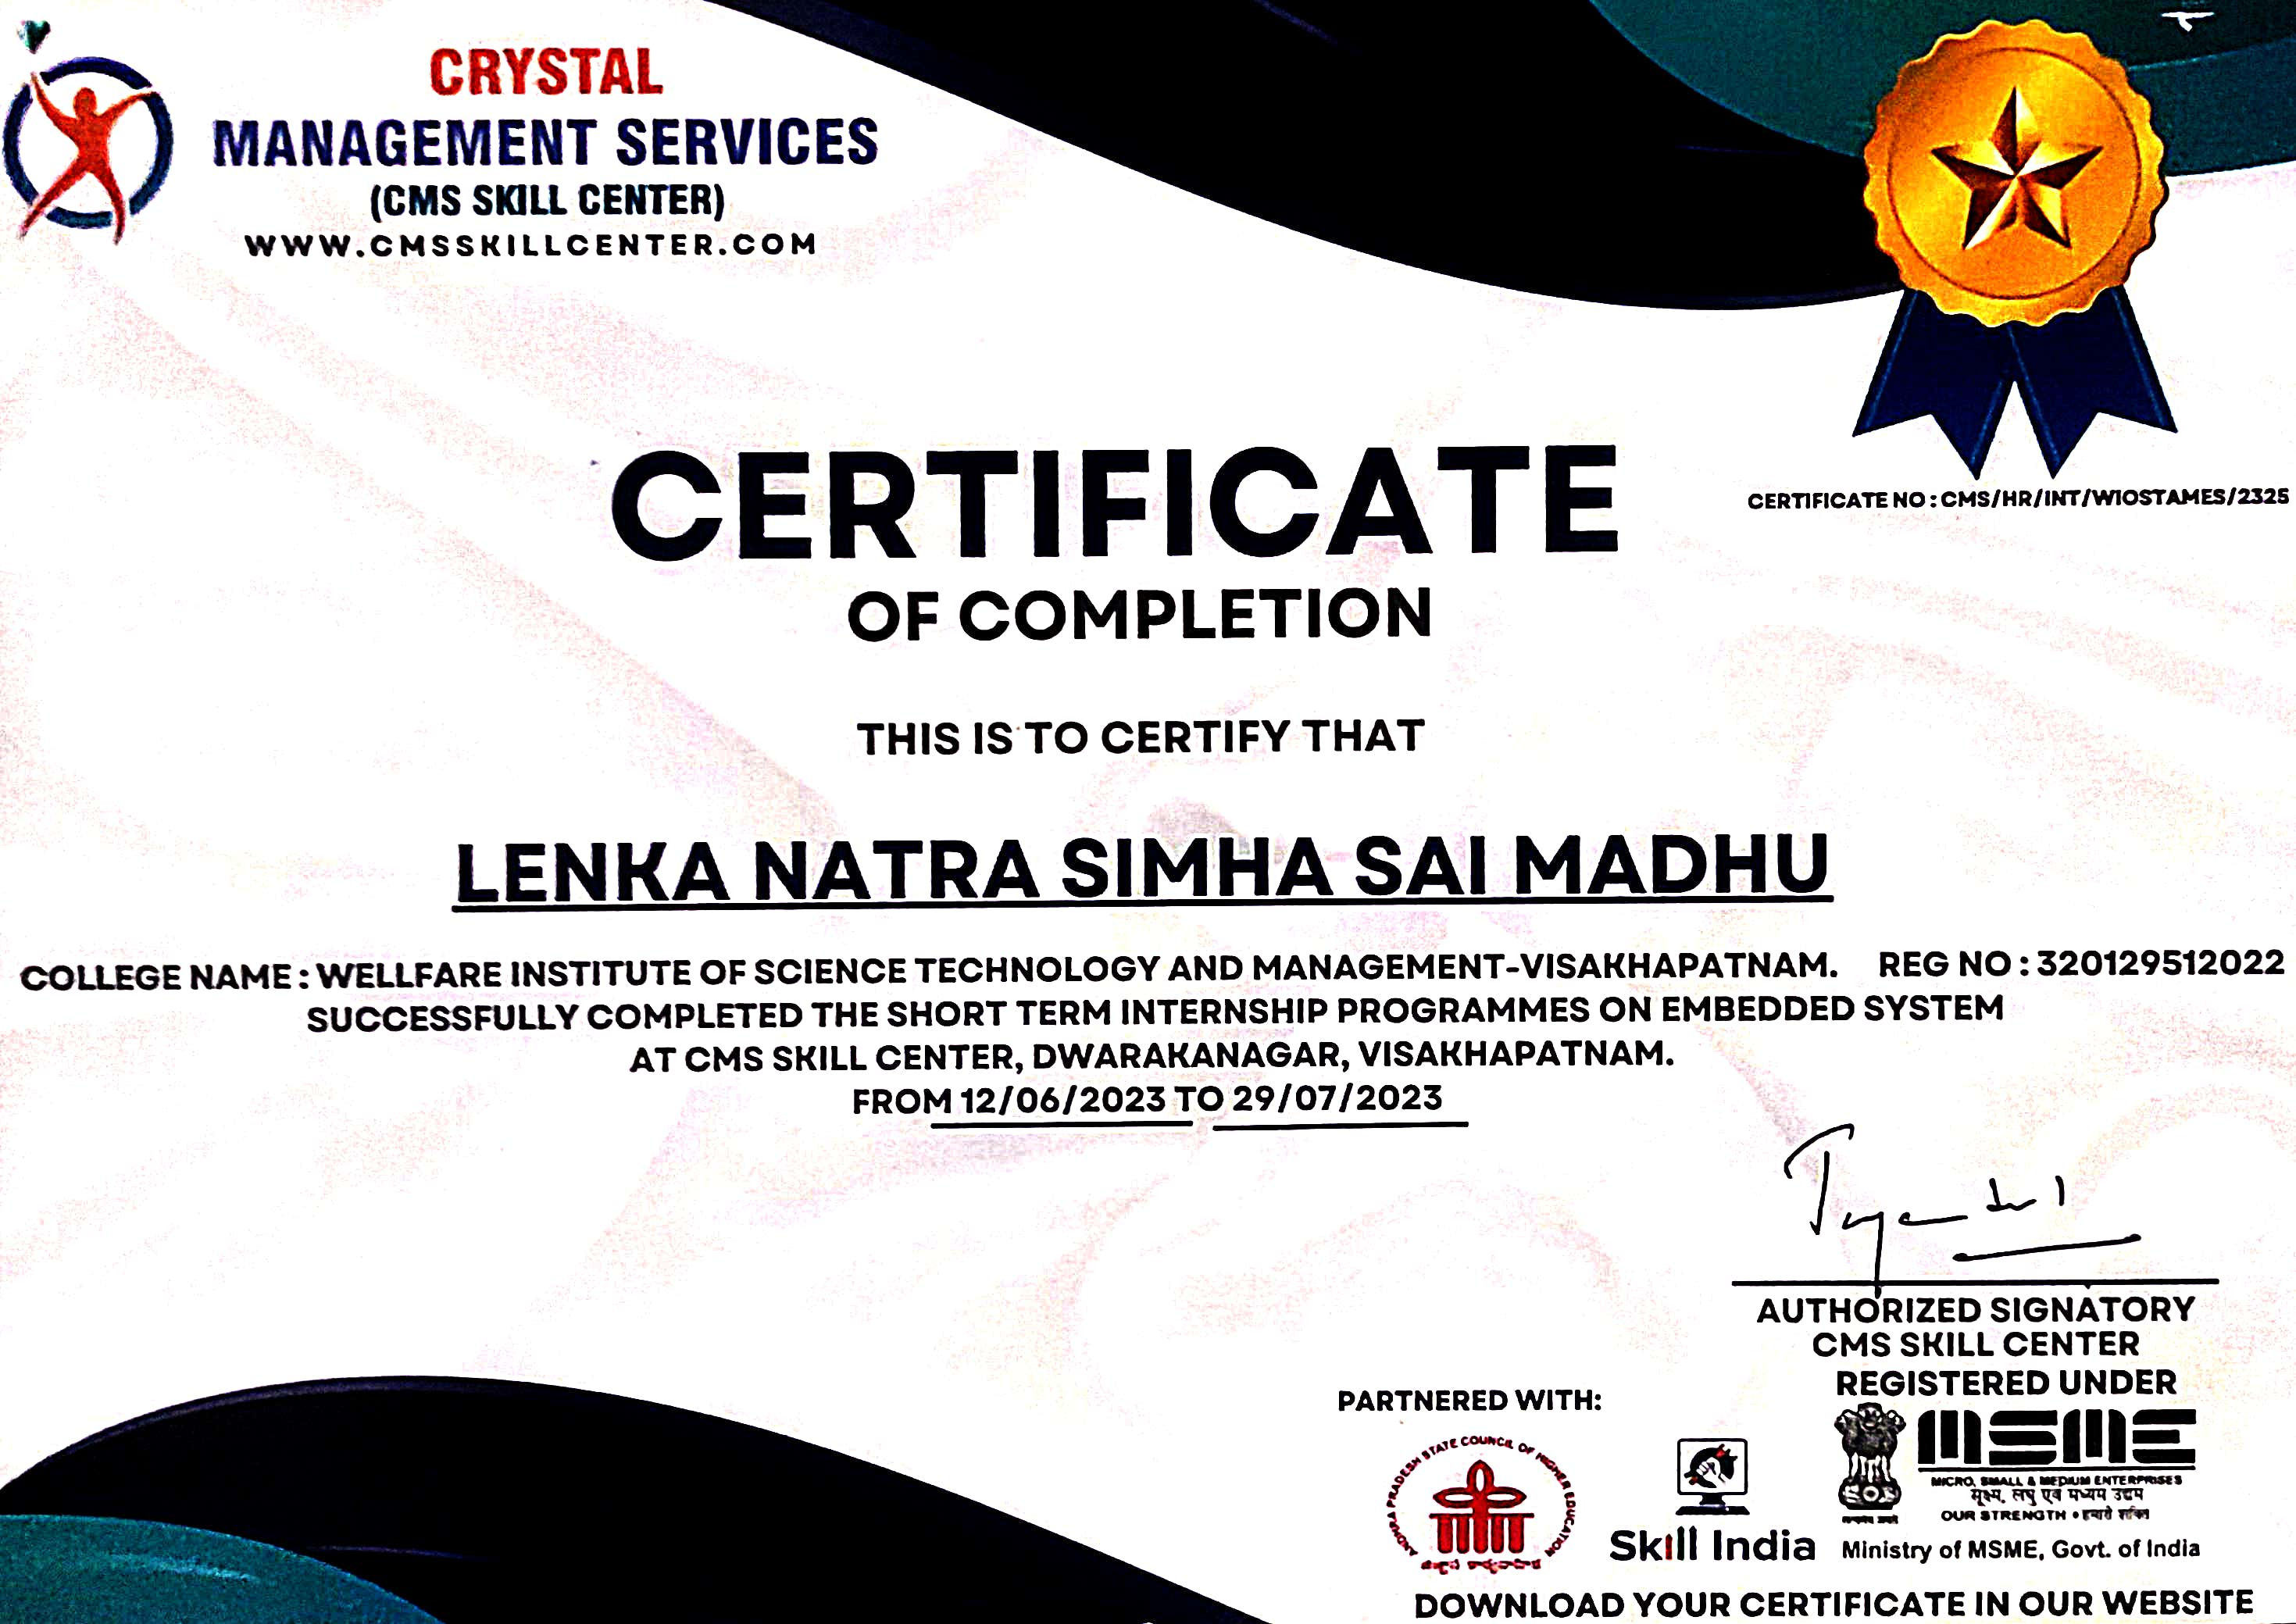 CRYSTAL
MANAGEMENT SERVICES
(CMS SKILL CENTER)
WWW.CMSSKILLCENTER.COM
CERTIFICATE NO : CMS/HR/INT/WIOSTAMES/2325
CERTIFICATE
OF COMPLETION
THIS IS TO CERTIFY THAT
LENKA NATRA SIMHA SAI MADHU
COLLEGE NAME : WELLFARE INSTITUTE OF SCIENCE TECHNOLOGY AND MANAGEMENT-VISAKHAPATNAM. REG NO : 320129512022
SUCCESSFULLY COMPLETED THE SHORT TERM INTERNSHIP PROGRAMMES ON EMBEDDED SYSTEM
AT CMS SKILL CENTER, DWARAKANAGAR, VISAKHAPATNAM.
FROM 12/06/2023 TO 29/07/2023
AUTHORIZED SIGNATORY
CMS SKILL CENTER
REGISTERED UNDER
MSME
MICRO, SMALL & MEDIUM ENTERPRISES
सूक्ष्म, लघु एवं मध्यम उद्यम
OUR STRENGTH • हमारी शक्ति
Ministry of MSME, Govt. of India
PARTNERED WITH:
ANDHRA PRADESH STATE COUNCIL OF HIGHER EDUCATION
Skill India
DOWNLOAD YOUR CERTIFICATE IN OUR WEBSITE